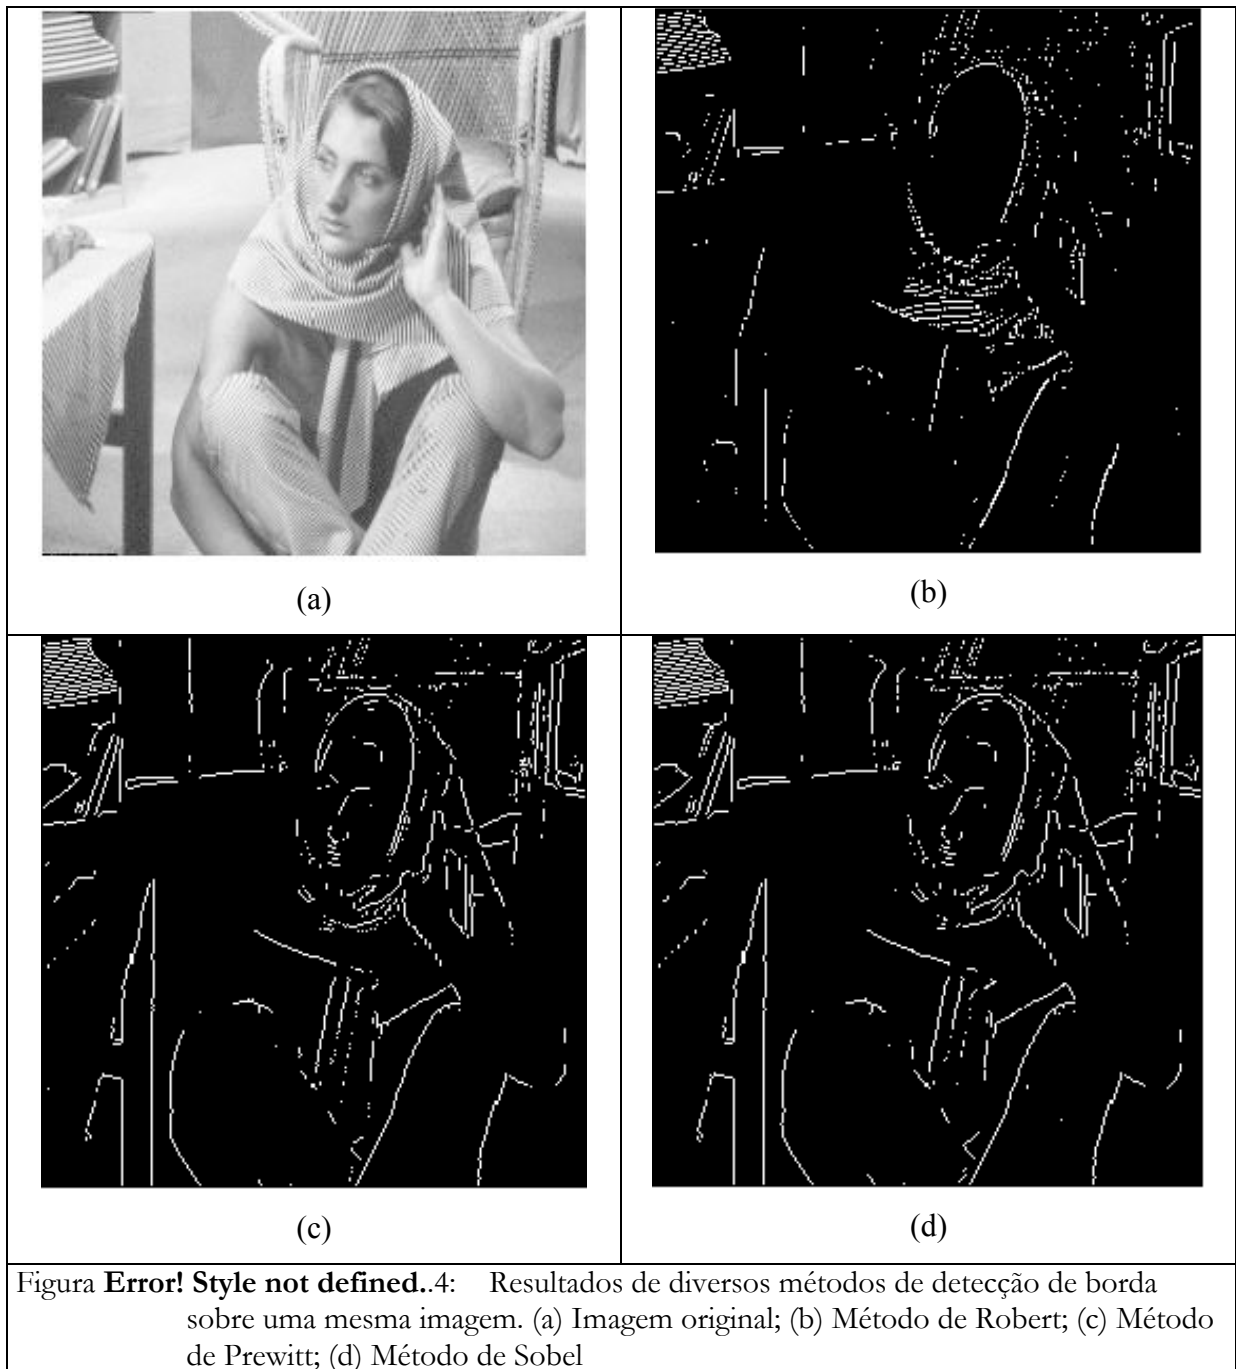 (a)
(b)
(c)
(d)
Figura Error! Style not defined..4: Resultados de diversos métodos de detecção de borda
sobre uma mesma imagem. (a) Imagem original; (b) Método de Robert; (c) Método
de Prewitt; (d) Método de Sobel